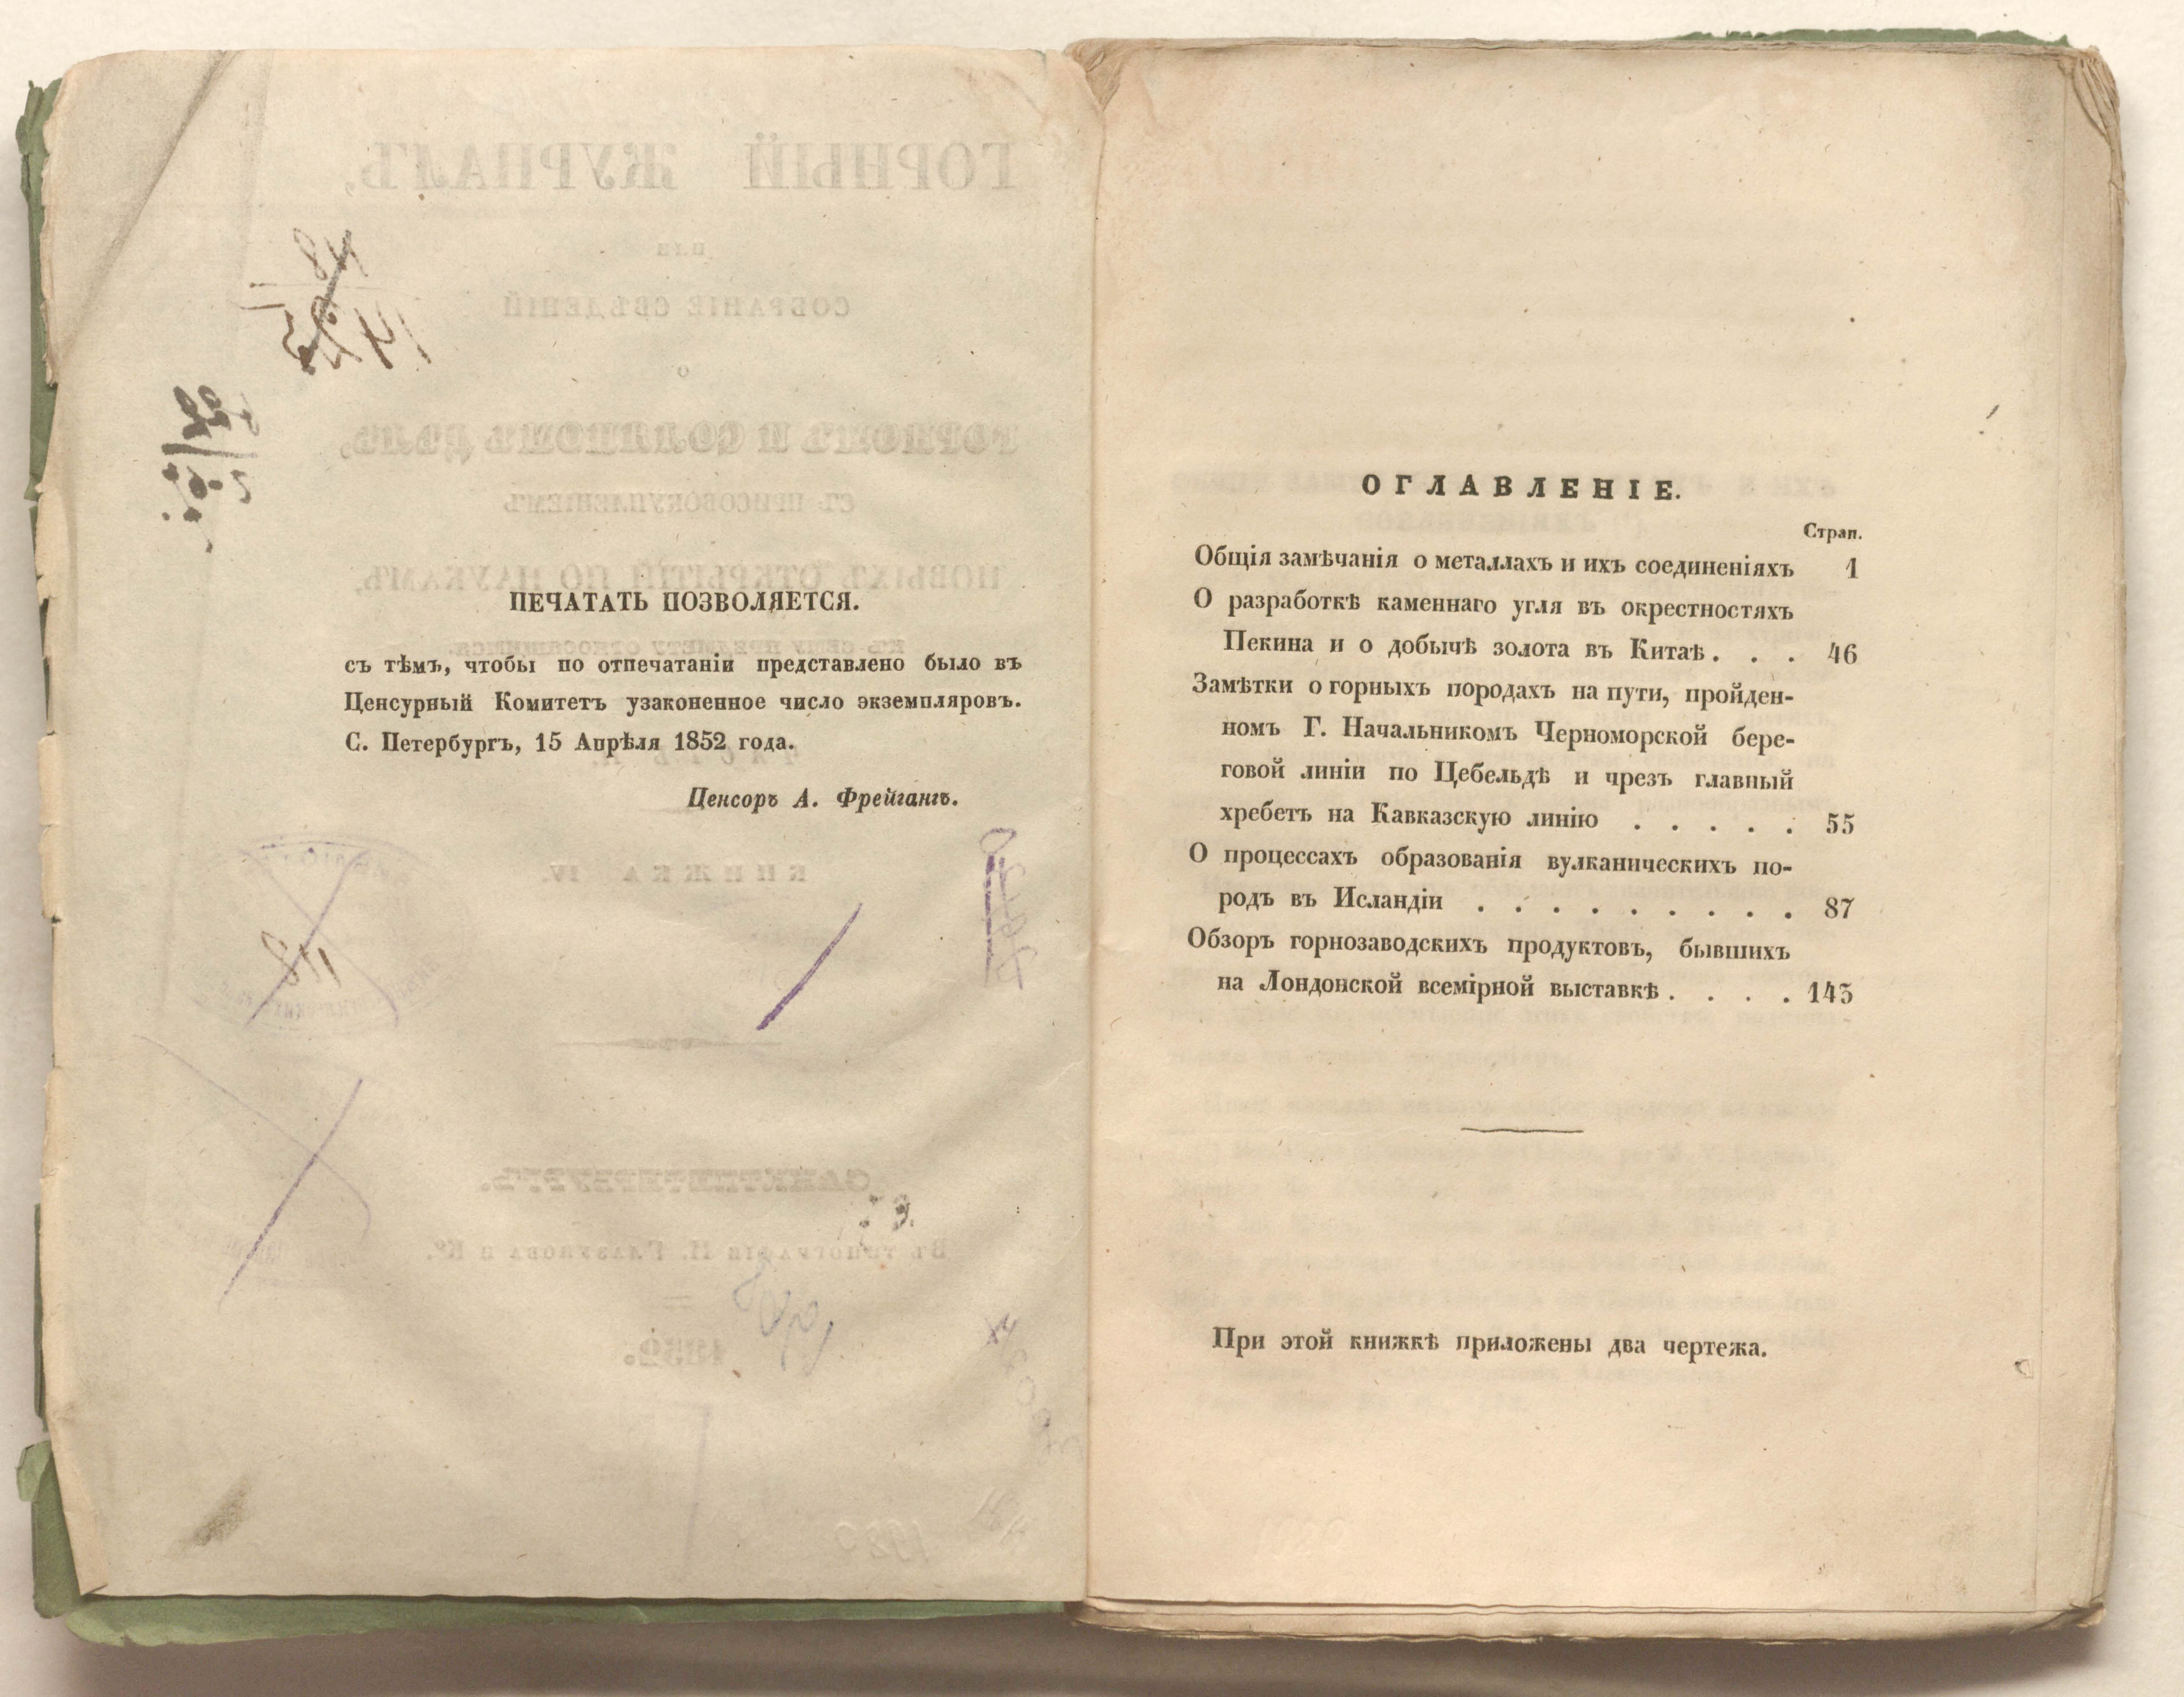 ПЕЧАТАТЬ ПОЗВОЛЯЕТСЯ.
съ тѣмъ, чтобы по отпечатаніи представлено было въ
Ценсурный Комитетъ узаконенное число экземпляровъ.
С. Петербургъ, 15 Апрѣля 1852 года.
Ценсоръ А. Фрейгангъ.
ОГЛАВЛЕНІЕ.
Стран.
Общія замѣчанія о металлахъ и ихъ соединеніяхъ 1
О разработкѣ каменнаго угля въ окрестностяхъ
Пекина и о добычѣ золота въ Китаѣ. . . 46
Замѣтки о горныхъ породахъ на пути, пройден-
номъ Г. Начальникомъ Черноморской бере-
говой линіи по Цебельдѣ и чрезъ главный
хребетъ на Кавказскую линію . . . . . 55
О процессахъ образованія вулканическихъ по-
родъ въ Исландіи . . . . . . . . . 87
Обзоръ горнозаводскихъ продуктовъ, бывшихъ
на Лондонской всемірной выставкѣ . . . . 143
При этой книжкѣ приложены два чертежа.